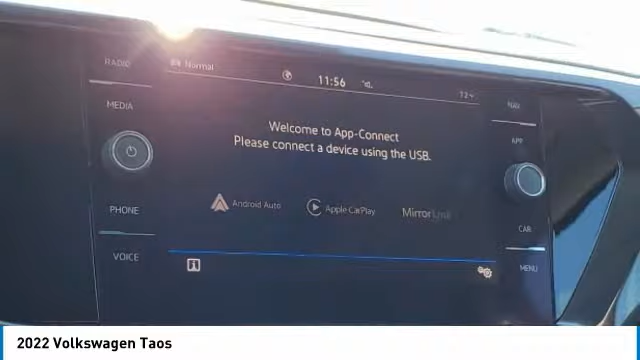 RADIO
MEDIA
PHONE
VOICE
Normal
11:56
72
Welcome to App-Connect
Please connect a device using the USB.
Android Auto
Apple CarPlay
MirrorLink
NAV
APP
CAR
MENU
2022 Volkswagen Taos